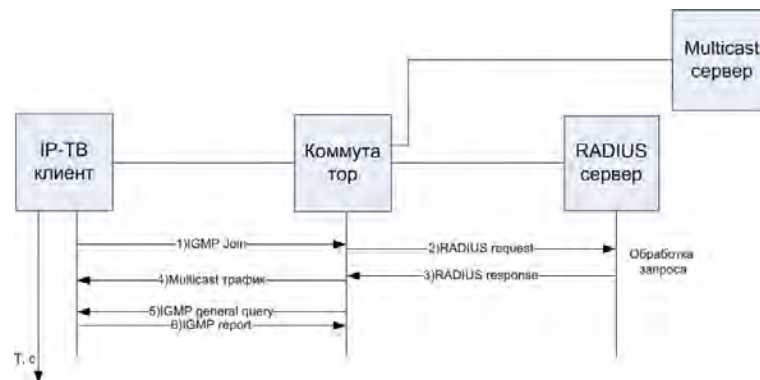 Multicast
сервер
IP-ТВ
клиент
Коммута
тор
RADIUS
сервер
1)IGMP Join
2)RADIUS request
Обработка
запроса
3)RADIUS response
4)Multicast трафик
5)IGMP general query
6)IGMP report
Т, с